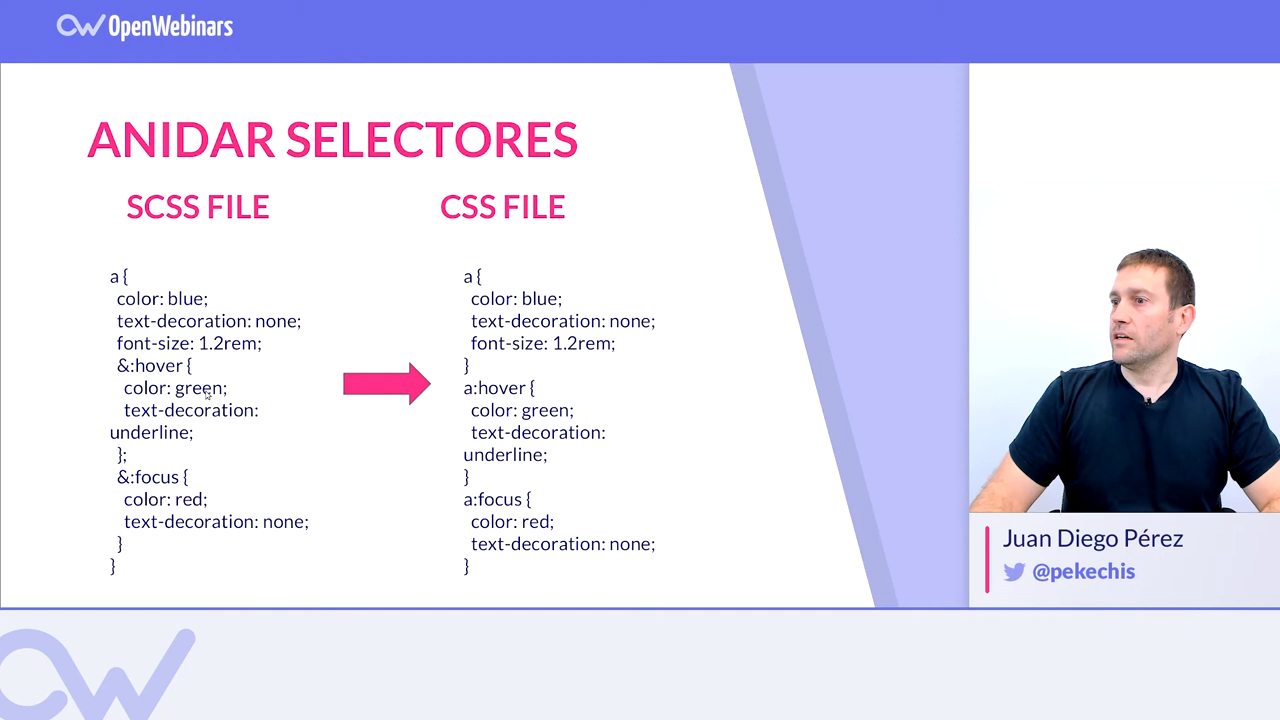 OpenWebinars
ANIDAR SELECTORES
SCSS FILE
a {
color: blue;
text-decoration: none;
font-size: 1.2rem;
&:hover {
color: green;
text-decoration:
underline;
};
&:focus {
color: red;
text-decoration: none;
}
}
CSS FILE
a {
color: blue;
text-decoration: none;
font-size: 1.2rem;
}
a:hover {
color: green;
text-decoration:
underline;
}
a:focus {
color: red;
text-decoration: none;
}
Juan Diego Pérez
@pekechis